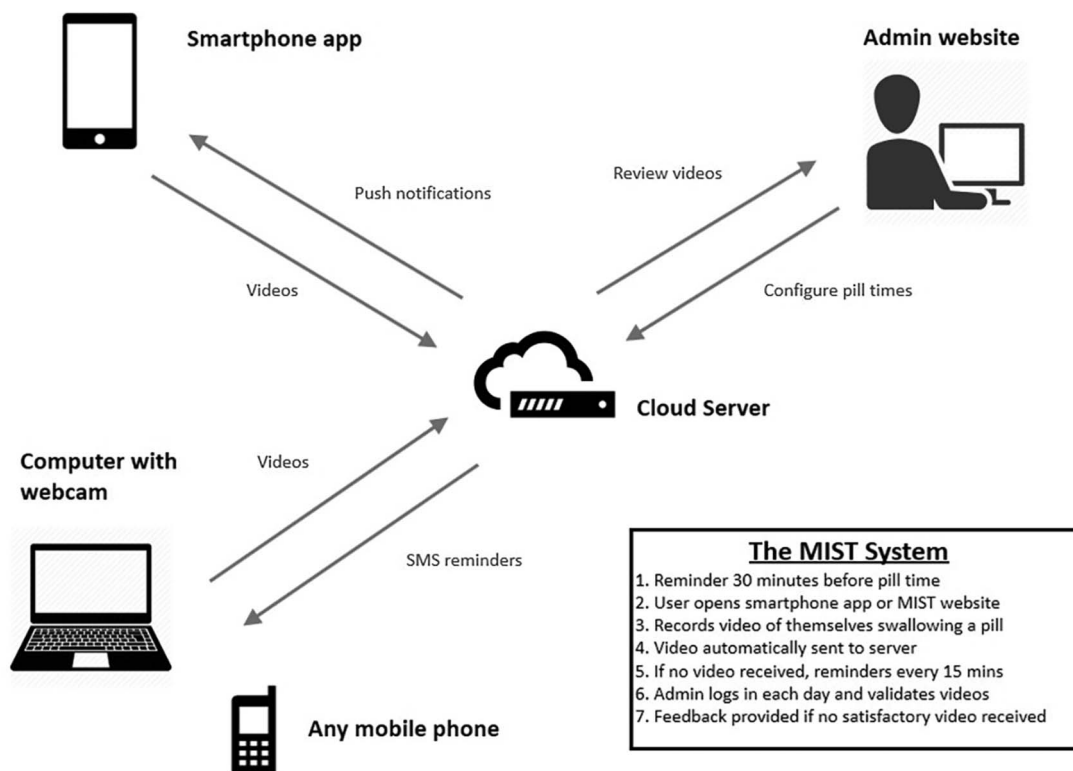 Smartphone app
Admin website
Push notifications
Review videos
Videos
Configure pill times
Cloud Server
Computer with
webcam
Videos
SMS reminders
Any mobile phone
The MIST System
1. Reminder 30 minutes before pill time
2. User opens smartphone app or MIST website
3. Records video of themselves swallowing a pill
4. Video automatically sent to server
5. If no video received, reminders every 15 mins
6. Admin logs in each day and validates videos
7. Feedback provided if no satisfactory video received